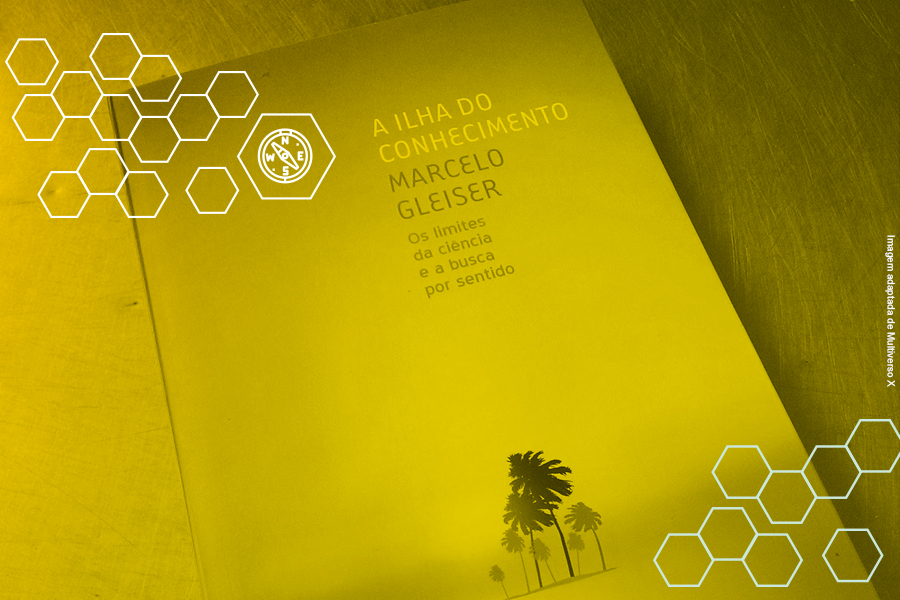 A ILHA DO
CONHECIMENTO
MARCELO
GLEISER
Os limites
da ciência
e a busca
por sentido
N
W O E
S
Imagem adaptada de Multiverso X